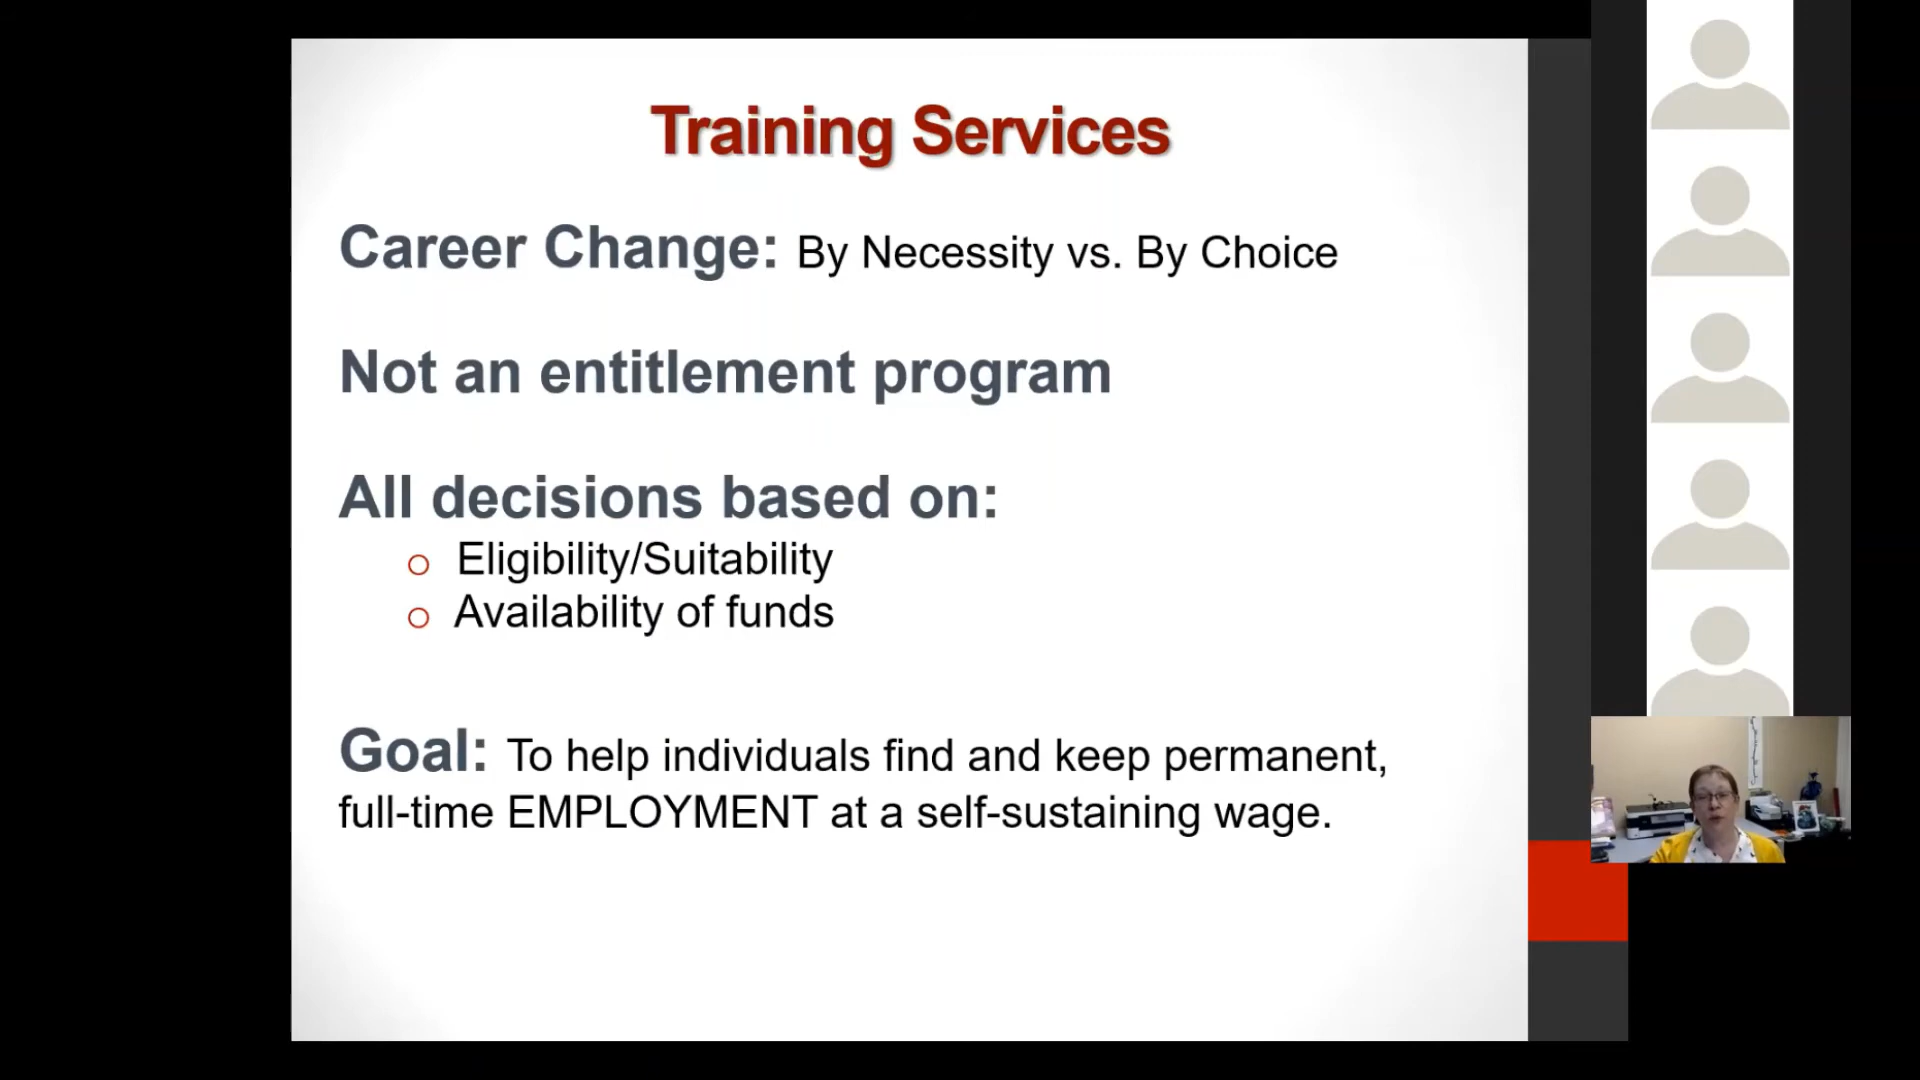 Training Services
Career Change: By Necessity vs. By Choice
Not an entitlement program
All decisions based on:
Eligibility/Suitability
Availability of funds
Goal: To help individuals find and keep permanent,
full-time EMPLOYMENT at a self-sustaining wage.